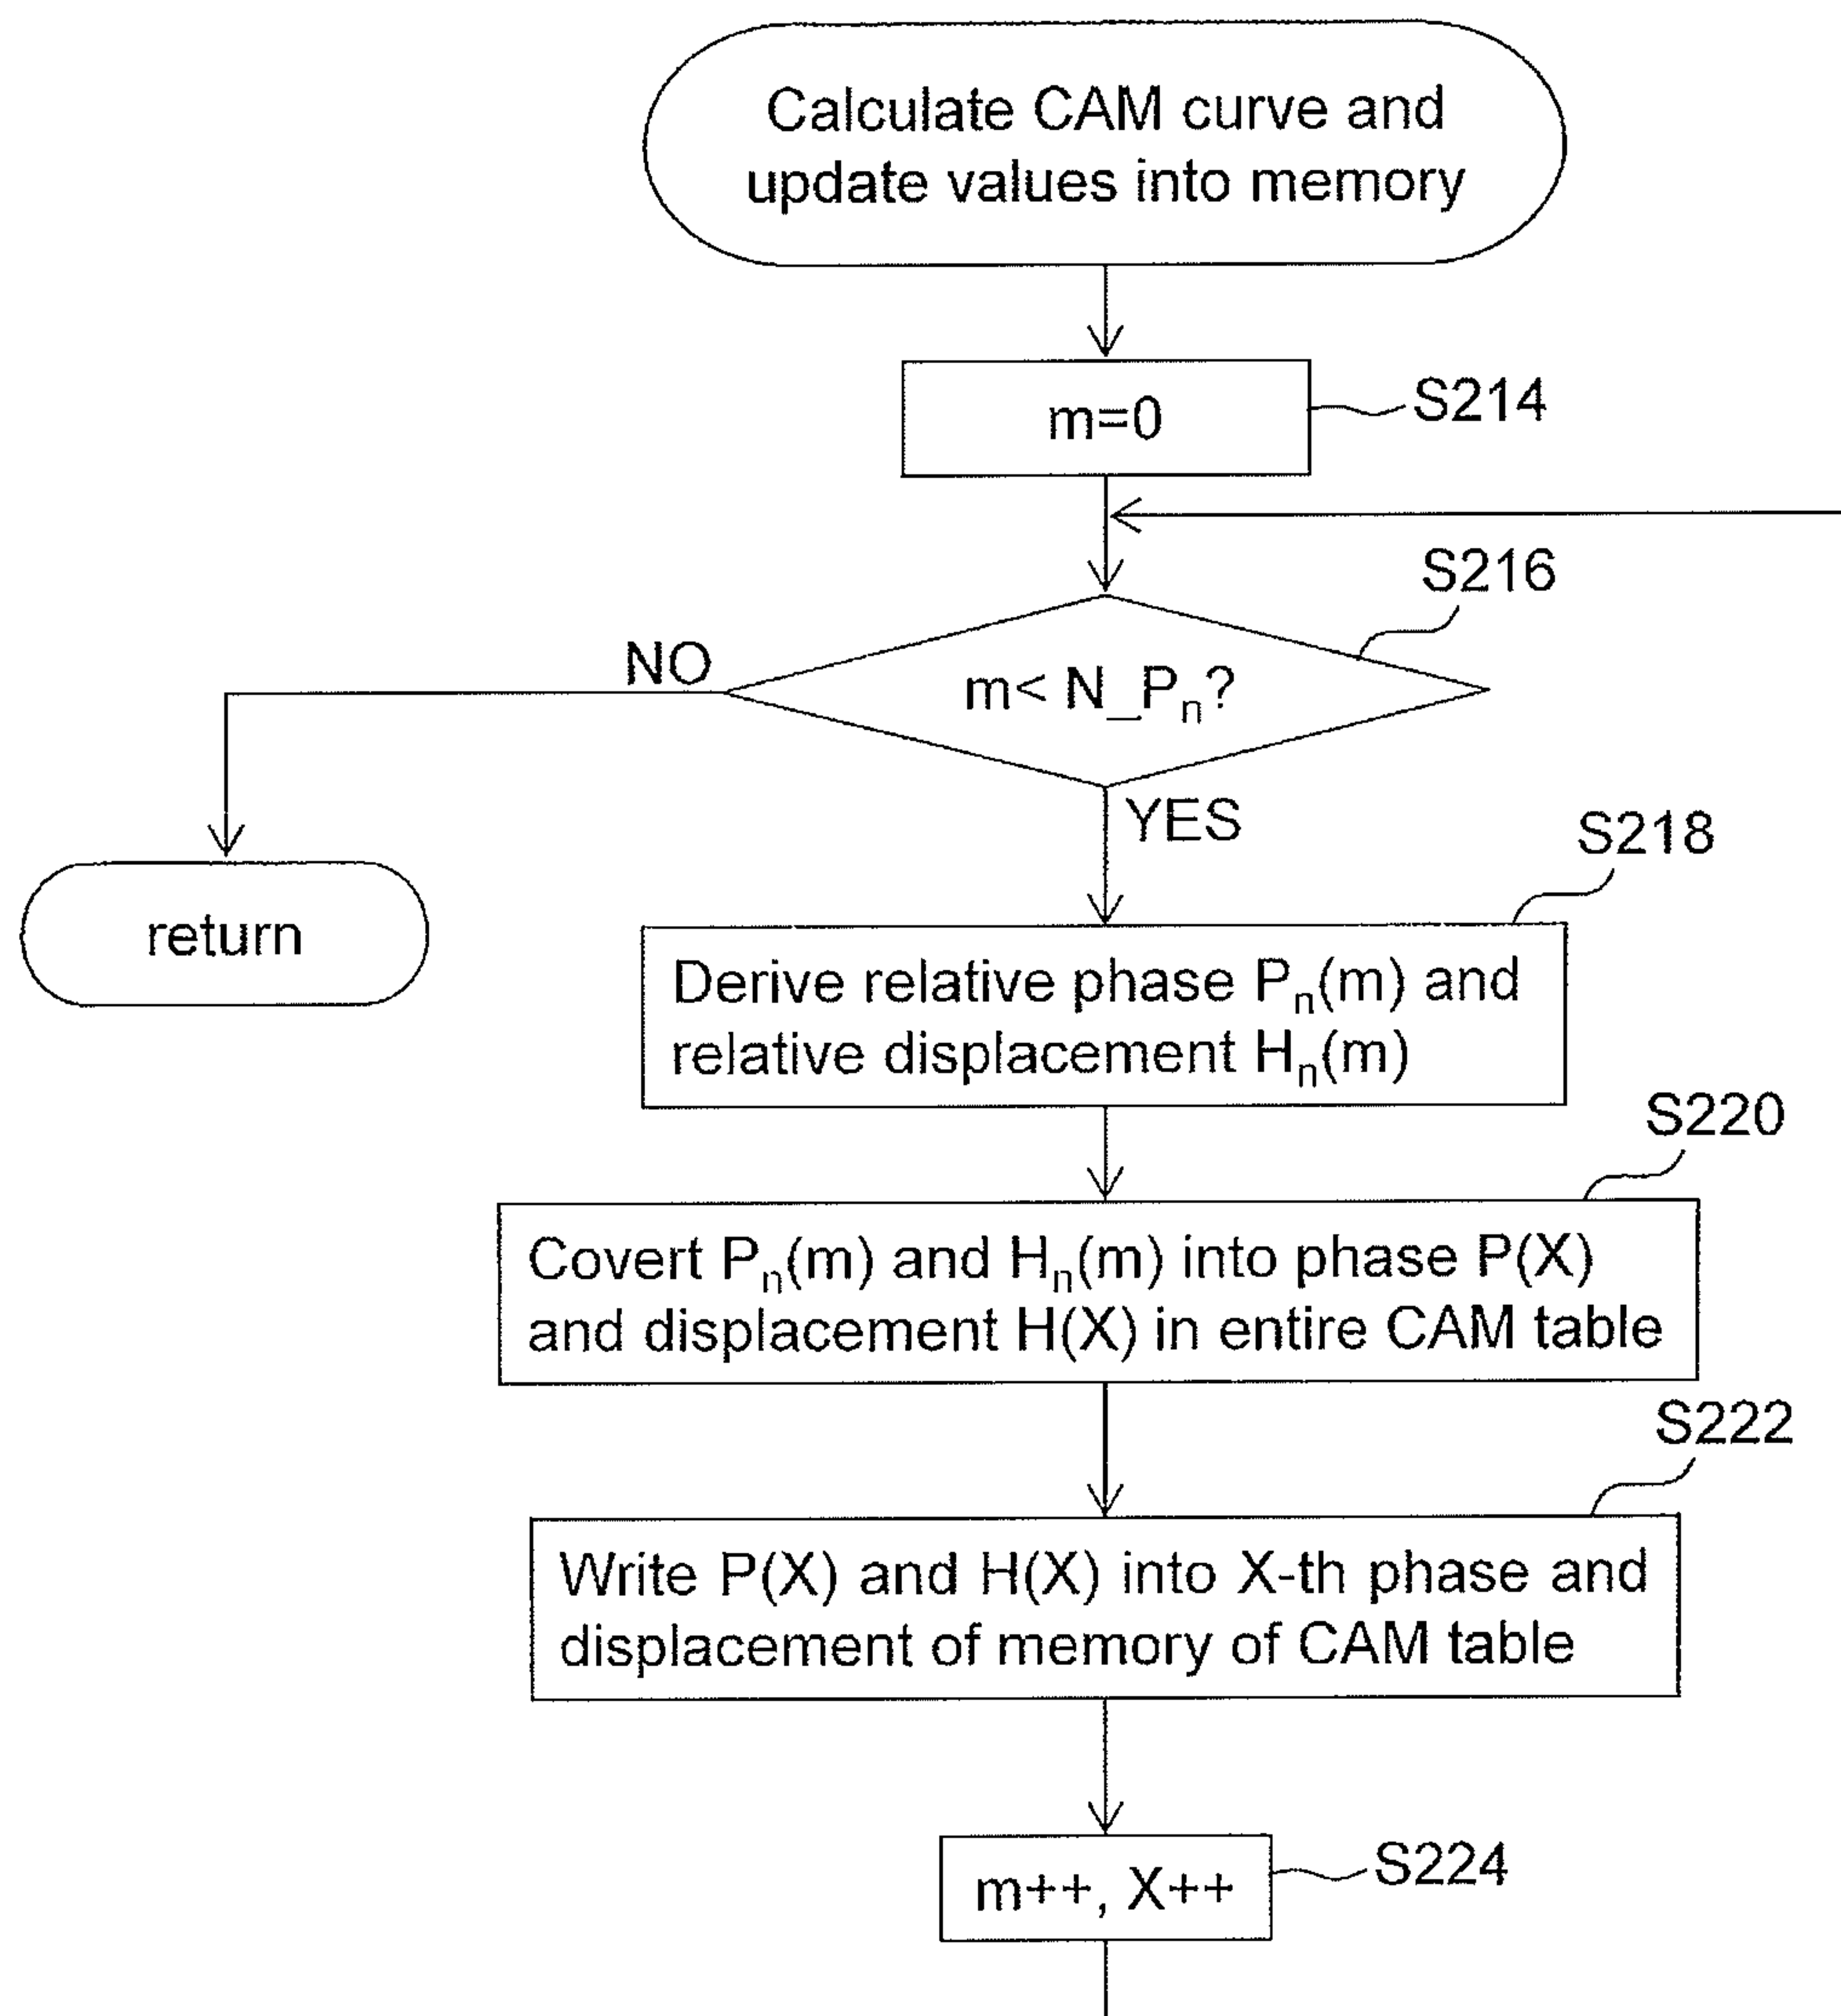 Calculate CAM curve and
update values into memory
m=0
S214
S216
NO
m< N_Pn?
YES
S218
return
Derive relative phase Pn(m) and
relative displacement Hn(m)
S220
Covert Pn(m) and Hn(m) into phase P(X)
and displacement H(X) in entire CAM table
S222
Write P(X) and H(X) into X-th phase and
displacement of memory of CAM table
m++, X++
S224